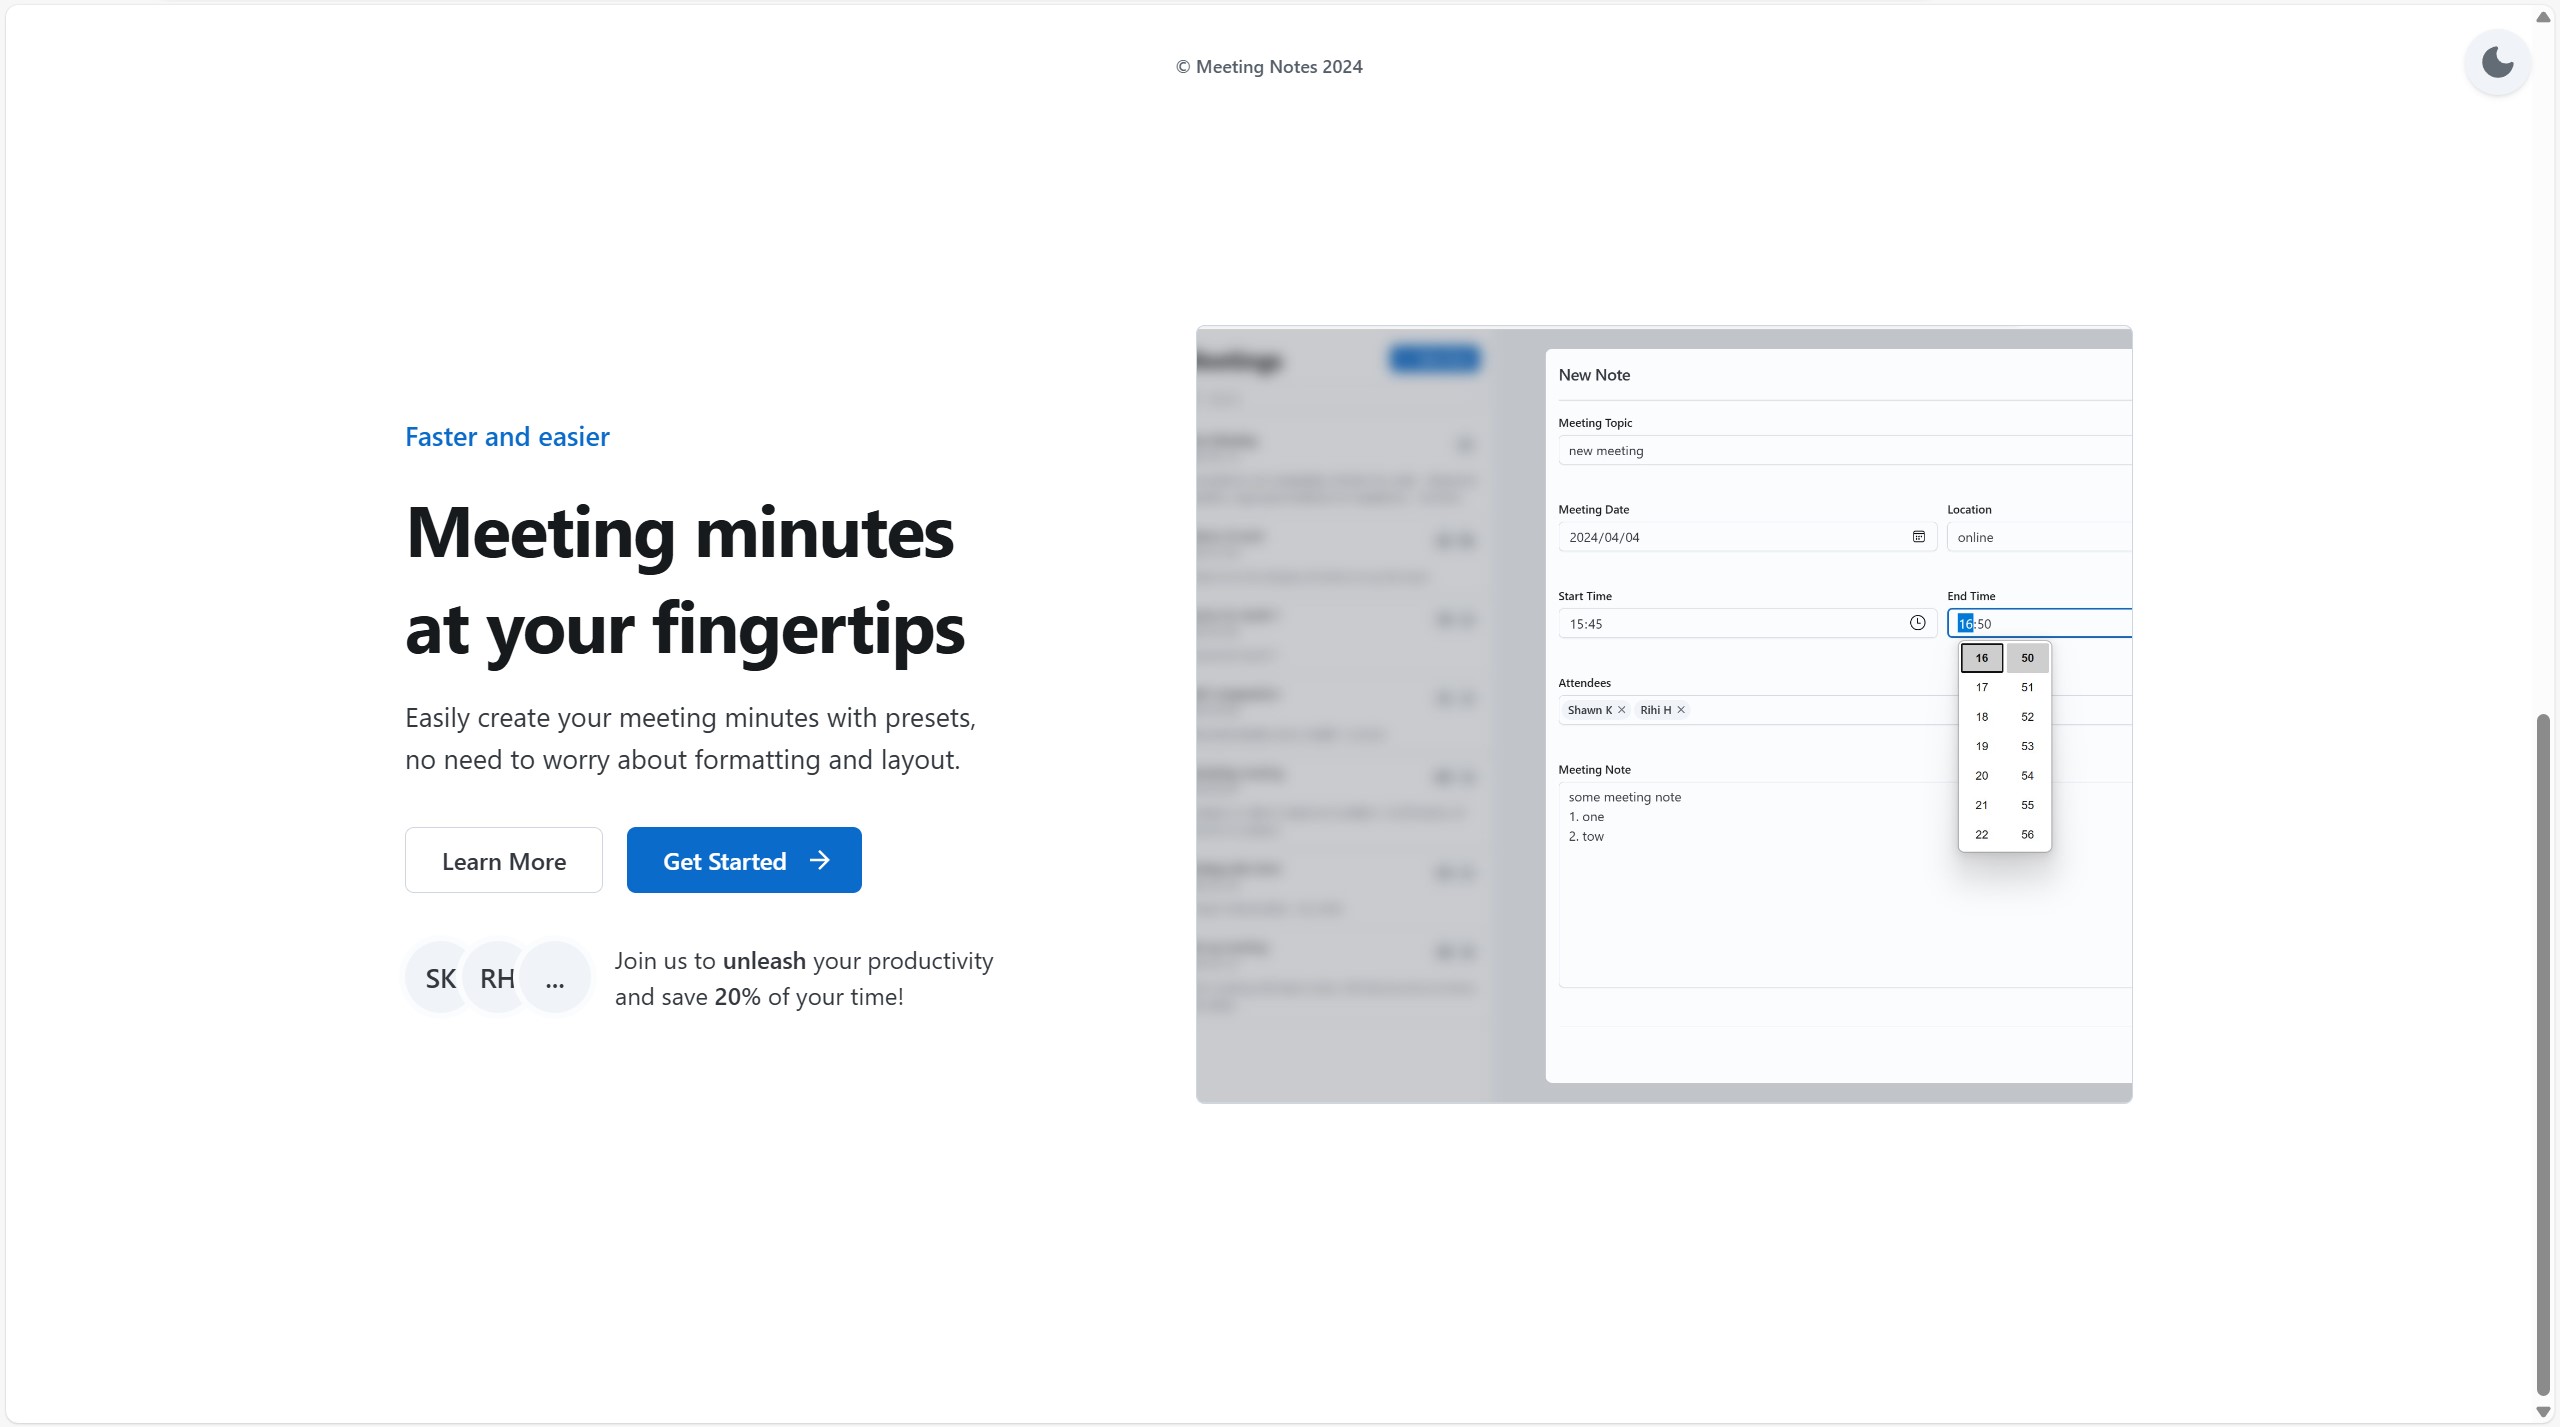 © Meeting Notes 2024
Faster and easier
Meeting minutes
at your fingertips
Easily create your meeting minutes with presets,
no need to worry about formatting and layout.
Learn More
Get Started
SK RH ...
Join us to unleash your productivity
and save 20% of your time!
New Note
Meeting Topic
new meeting
Meeting Date
2024/04/04
Location
online
Start Time
15:45
End Time
16:50
16 50
17 51
18 52
19 53
20 54
21 55
22 56
Attendees
Shawn K Rihi H
Meeting Note
some meeting note
1. one
2. tow